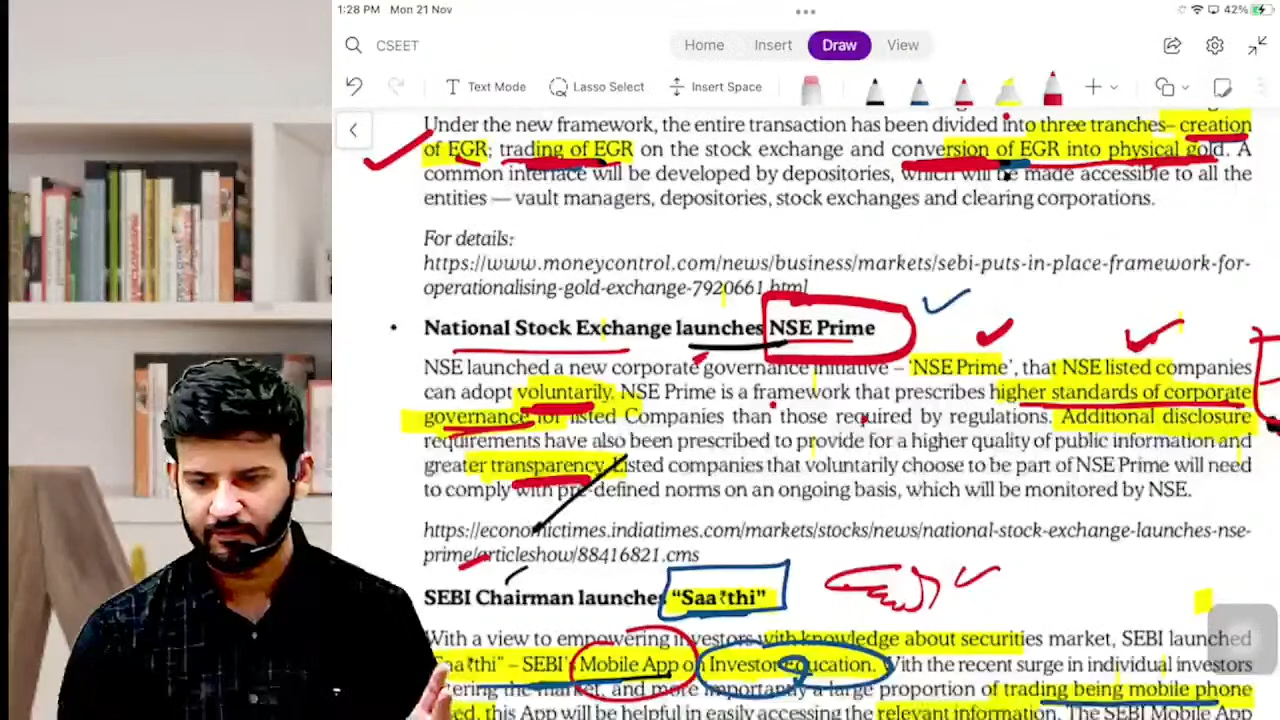 1:28 PM Mon 21 Nov
42%
CSEET
Home Insert Draw View
Text Mode Lasso Select Insert Space
Under the new framework, the entire transaction has been divided into three tranches– creation
of EGR; trading of EGR on the stock exchange and conversion of EGR into physical gold. A
common interface will be developed by depositories, which will be made accessible to all the
entities — vault managers, depositories, stock exchanges and clearing corporations.
For details:
https://www.moneycontrol.com/news/business/markets/sebi-puts-in-place-framework-for-
operationalising-gold-exchange-7920661.html
• National Stock Exchange launches NSE Prime
NSE launched a new corporate governance initiative – 'NSE Prime', that NSE listed companies
can adopt voluntarily. NSE Prime is a framework that prescribes higher standards of corporate
governance for listed Companies than those required by regulations. Additional disclosure
requirements have also been prescribed to provide for a higher quality of public information and
greater transparency. Listed companies that voluntarily choose to be part of NSE Prime will need
to comply with pre-defined norms on an ongoing basis, which will be monitored by NSE.
https://economictimes.indiatimes.com/markets/stocks/news/national-stock-exchange-launches-nse-
prime/articleshow/88416821.cms
SEBI Chairman launches "Saa₹thi"
With a view to empowering investors with knowledge about securities market, SEBI launched
"Saa₹thi" – SEBI's Mobile App on Investor Education. With the recent surge in individual investors
entering the market, and more importantly a large proportion of trading being mobile phone
this App will be helpful in easily accessing the relevant information. The SEBI Mobile App